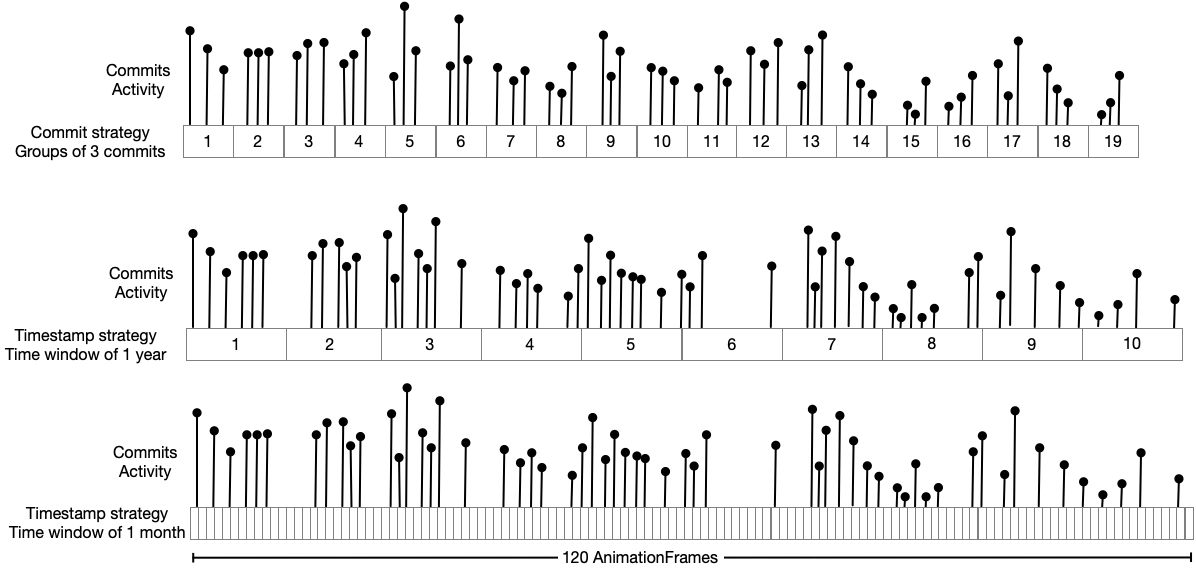 Commits
Activity
Commit strategy
Groups of 3 commits
1 2 3 4 5 6 7 8 9 10 11 12 13 14 15 16 17 18 19
Commits
Activity
Timestamp strategy
Time window of 1 year
1 2 3 4 5 6 7 8 9 10
Commits
Activity
Timestamp strategy
Time window of 1 month
120 AnimationFrames